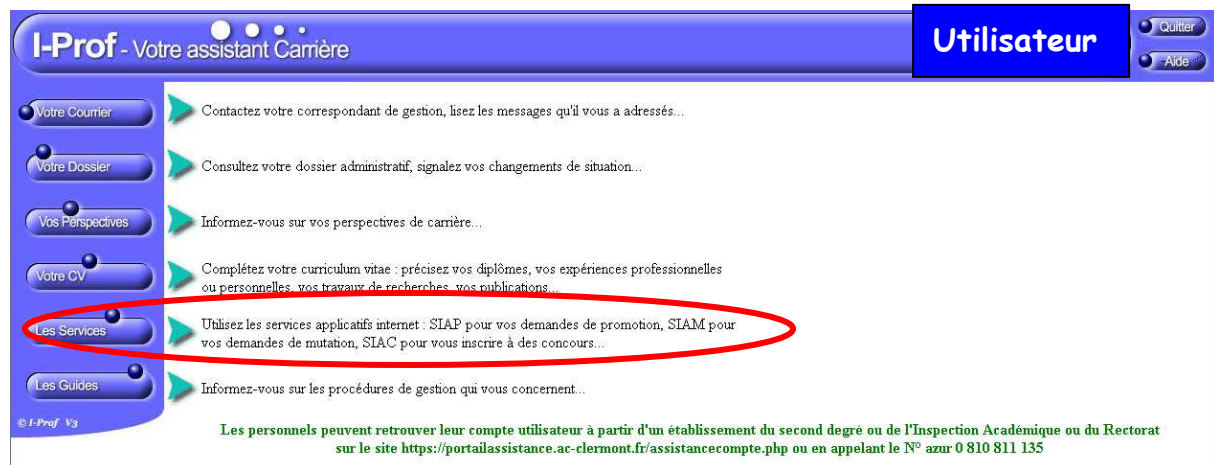 I-Prof - Votre assistant Carrière
Utilisateur
Quitter
Aide
Votre Courrier
Contactez votre correspondant de gestion, lisez les messages qu'il vous a adressés...
Votre Dossier
Consultez votre dossier administratif, signalez vos changements de situation...
Vos Perspectives
Informez-vous sur vos perspectives de carrière...
Votre CV
Complétez votre curriculum vitae : précisez vos diplômes, vos expériences professionnelles
ou personnelles, vos travaux de recherches, vos publications...
Les Services
Utilisez les services applicatifs internet : SIAP pour vos demandes de promotion, SIAM pour
vos demandes de mutation, SIAC pour vous inscrire à des concours...
Les Guides
Informez-vous sur les procédures de gestion qui vous concernent...
© I-Prof V3
Les personnels peuvent retrouver leur compte utilisateur à partir d'un établissement du second degré ou de l'Inspection Académique ou du Rectorat
sur le site https://portailassistance.ac-clermont.fr/assistancecompte.php ou en appelant le N° azur 0 810 811 135